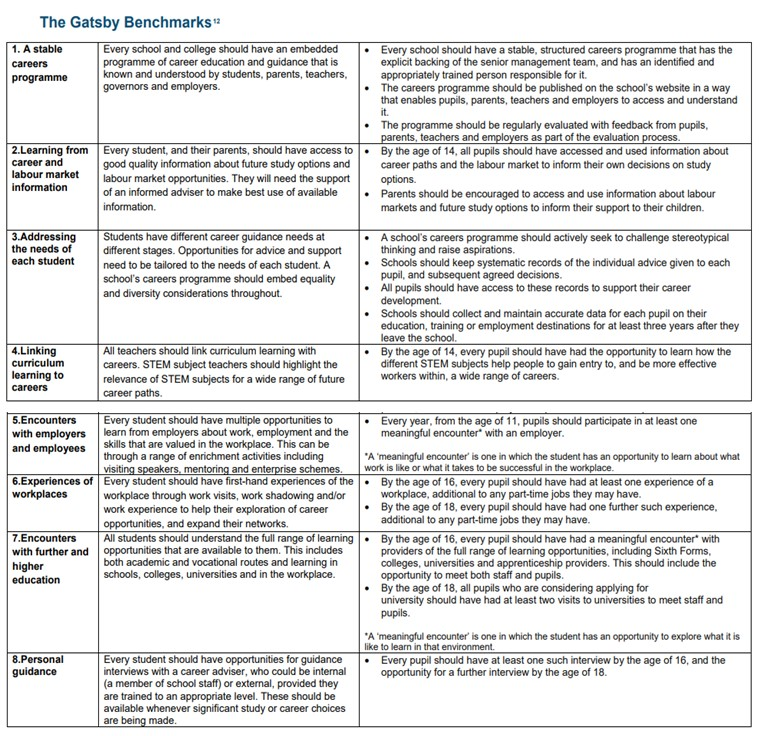 The Gatsby Benchmarks¹²
1. A stable
careers
programme
Every school and college should have an embedded
programme of career education and guidance that is
known and understood by students, parents, teachers,
governors and employers.
• Every school should have a stable, structured careers programme that has the
explicit backing of the senior management team, and has an identified and
appropriately trained person responsible for it.
• The careers programme should be published on the school's website in a way
that enables pupils, parents, teachers and employers to access and understand
it.
• The programme should be regularly evaluated with feedback from pupils,
parents, teachers and employers as part of the evaluation process.
2.Learning from
career and
labour market
information
Every student, and their parents, should have access to
good quality information about future study options and
labour market opportunities. They will need the support
of an informed adviser to make best use of available
information.
• By the age of 14, all pupils should have accessed and used information about
career paths and the labour market to inform their own decisions on study
options.
• Parents should be encouraged to access and use information about labour
markets and future study options to inform their support to their children.
3.Addressing
the needs of
each student
Students have different career guidance needs at
different stages. Opportunities for advice and support
need to be tailored to the needs of each student. A
school's careers programme should embed equality
and diversity considerations throughout.
• A school's careers programme should actively seek to challenge stereotypical
thinking and raise aspirations.
• Schools should keep systematic records of the individual advice given to each
pupil, and subsequent agreed decisions.
• All pupils should have access to these records to support their career
development.
• Schools should collect and maintain accurate data for each pupil on their
education, training or employment destinations for at least three years after they
leave the school.
4.Linking
curriculum
learning to
careers
All teachers should link curriculum learning with
careers. STEM subject teachers should highlight the
relevance of STEM subjects for a wide range of future
career paths.
• By the age of 14, every pupil should have had the opportunity to learn how the
different STEM subjects help people to gain entry to, and be more effective
workers within, a wide range of careers.
5.Encounters
with employers
and employees
Every student should have multiple opportunities to
learn from employers about work, employment and the
skills that are valued in the workplace. This can be
through a range of enrichment activities including
visiting speakers, mentoring and enterprise schemes.
• Every year, from the age of 11, pupils should participate in at least one
meaningful encounter* with an employer.
*A 'meaningful encounter' is one in which the student has an opportunity to learn about what
work is like or what it takes to be successful in the workplace.
6.Experiences of
workplaces
Every student should have first-hand experiences of the
workplace through work visits, work shadowing and/or
work experience to help their exploration of career
opportunities, and expand their networks.
• By the age of 16, every pupil should have had at least one experience of a
workplace, additional to any part-time jobs they may have.
• By the age of 18, every pupil should have had one further such experience,
additional to any part-time jobs they may have.
7.Encounters
with further and
higher
education
All students should understand the full range of learning
opportunities that are available to them. This includes
both academic and vocational routes and learning in
schools, colleges, universities and in the workplace.
• By the age of 16, every pupil should have had a meaningful encounter* with
providers of the full range of learning opportunities, including Sixth Forms,
colleges, universities and apprenticeship providers. This should include the
opportunity to meet both staff and pupils.
• By the age of 18, all pupils who are considering applying for
university should have had at least two visits to universities to meet staff and
pupils.
*A 'meaningful encounter' is one in which the student has an opportunity to explore what it is
like to learn in that environment.
8.Personal
guidance
Every student should have opportunities for guidance
interviews with a career adviser, who could be internal
(a member of school staff) or external, provided they
are trained to an appropriate level. These should be
available whenever significant study or career choices
are being made.
• Every pupil should have at least one such interview by the age of 16, and the
opportunity for a further interview by the age of 18.